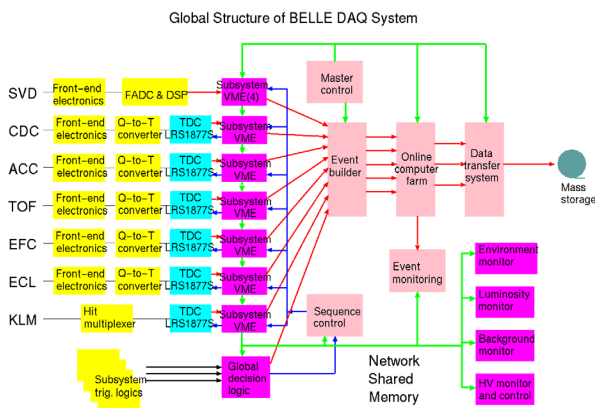 Global Structure of BELLE DAQ System
Master
control
SVD
Front-end
electronics
FADC & DSP
Subsystem
VME(4)
CDC
Front-end
electronics
Q-to-T
converter
TDC
LRS1877S
Subsystem
VME
ACC
Front-end
electronics
Q-to-T
converter
TDC
LRS1877S
Subsystem
VME
TOF
Front-end
electronics
Q-to-T
converter
TDC
LRS1877S
Subsystem
VME
EFC
Front-end
electronics
Q-to-T
converter
TDC
LRS1877S
Subsystem
VME
ECL
Front-end
electronics
Q-to-T
converter
TDC
LRS1877S
Subsystem
VME
KLM
Hit
multiplexer
TDC
LRS1877S
Subsystem
VME
Subsystem
trig. logics
Global
decision
logic
Event
builder
Online
computer
farm
Data
transfer
system
Mass
storage
Event
monitoring
Sequence
control
Network
Shared
Memory
Environment
monitor
Luminosity
monitor
Background
monitor
HV monitor
and control